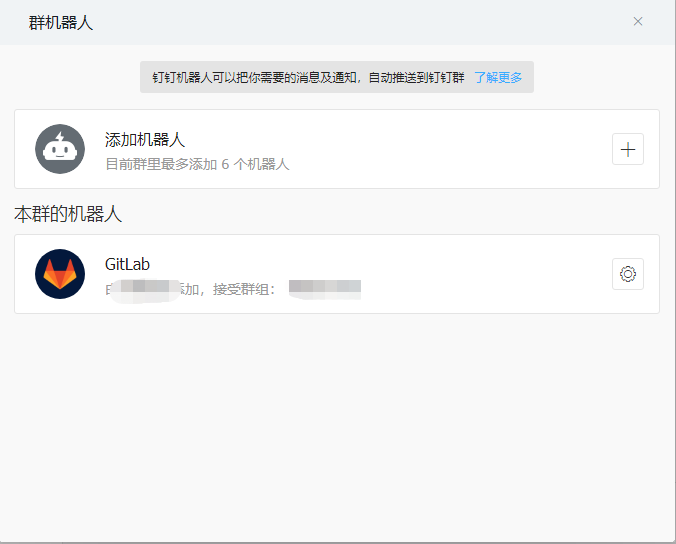 群机器人
钉钉机器人可以把你需要的消息及通知，自动推送到钉钉群 了解更多
添加机器人
目前群里最多添加 6 个机器人
本群的机器人
GitLab
添加，接受群组：